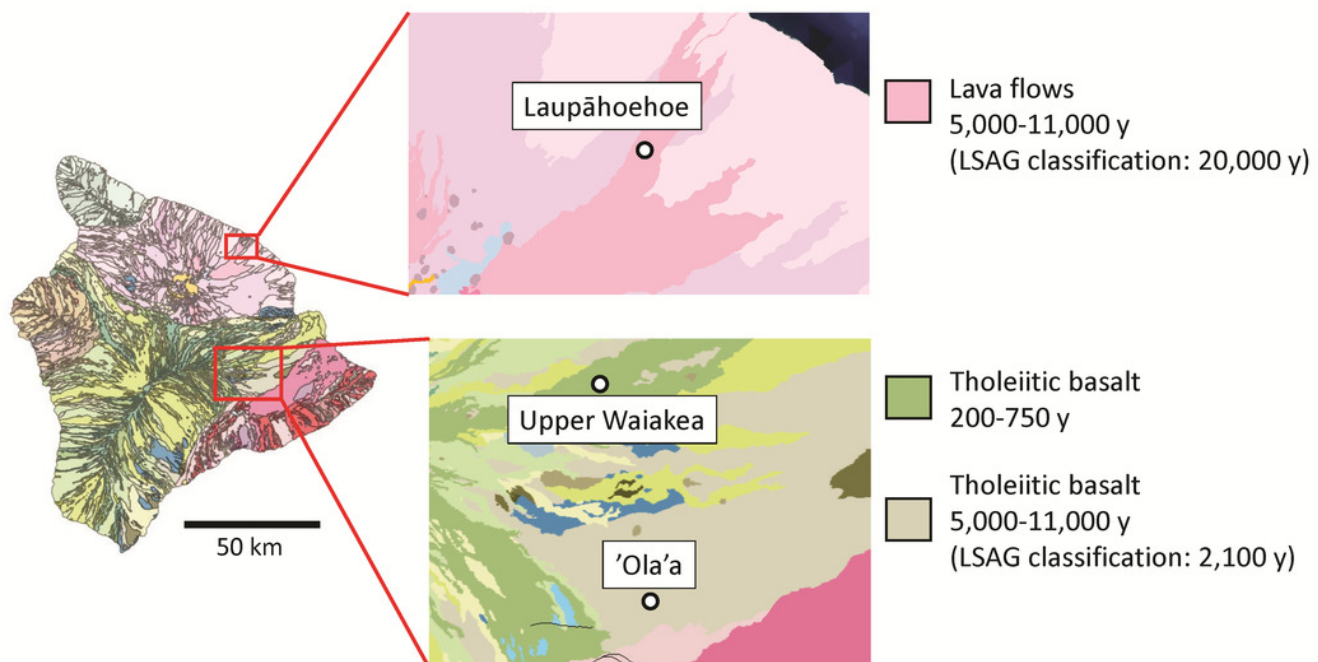 Laupāhoehoe
Lava flows
5,000-11,000 y
(LSAG classification: 20,000 y)
50 km
Upper Waiakea
’Ola’a
Tholeiitic basalt
200-750 y
Tholeiitic basalt
5,000-11,000 y
(LSAG classification: 2,100 y)